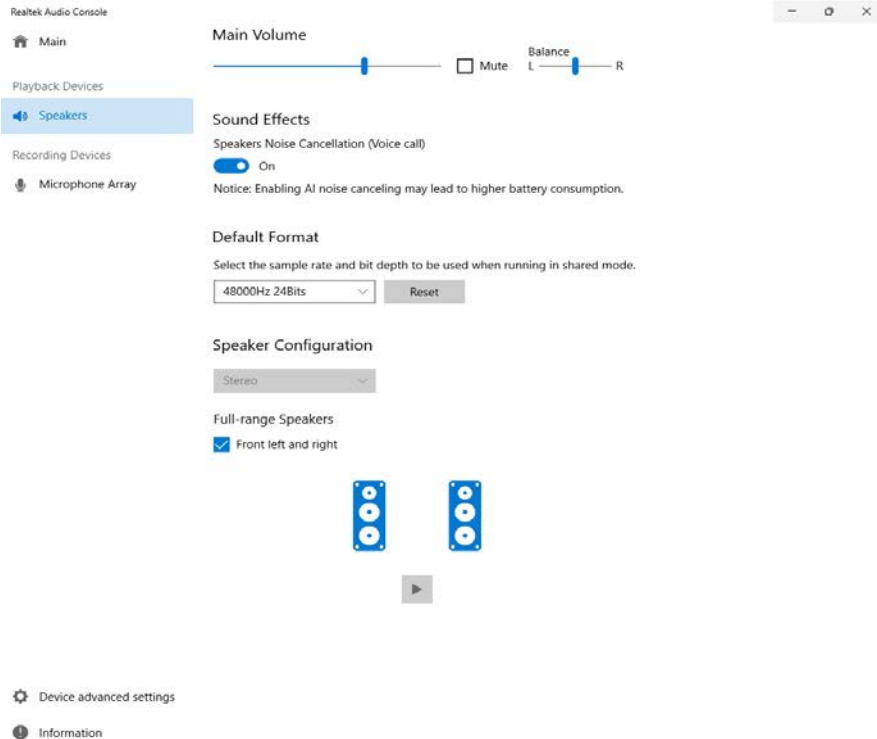 Realtek Audio Console
Main
Playback Devices
Speakers
Recording Devices
Microphone Array
Main Volume
Mute
Balance
L R
Sound Effects
Speakers Noise Cancellation (Voice call)
On
Notice: Enabling AI noise canceling may lead to higher battery consumption.
Default Format
Select the sample rate and bit depth to be used when running in shared mode.
48000Hz 24Bits
Reset
Speaker Configuration
Stereo
Full-range Speakers
Front left and right
Device advanced settings
Information